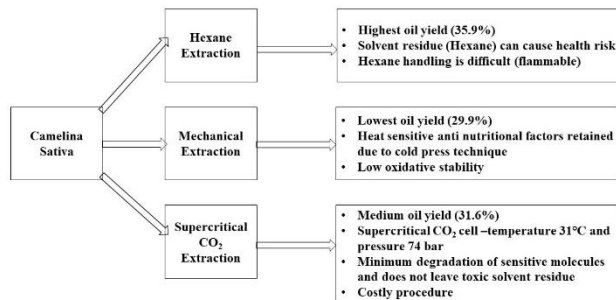 Camelina
Sativa
Hexane
Extraction
• Highest oil yield (35.9%)
• Solvent residue (Hexane) can cause health risk
• Hexane handling is difficult (flammable)
Mechanical
Extraction
• Lowest oil yield (29.9%)
• Heat sensitive anti nutritional factors retained
due to cold press technique
• Low oxidative stability
Supercritical
CO₂
Extraction
• Medium oil yield (31.6%)
• Supercritical CO₂ cell –temperature 31°C and
pressure 74 bar
• Minimum degradation of sensitive molecules
and does not leave toxic solvent residue
• Costly procedure